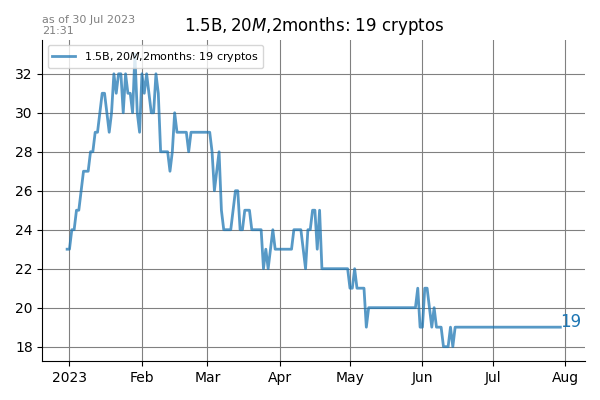 as of 30 Jul 2023
21:31
1.5B, 20M,2months: 19 cryptos
1.5B, 20M,2months: 19 cryptos
32
30
28
26
24
22
20
18
19
2023 Feb Mar Apr May Jun Jul Aug